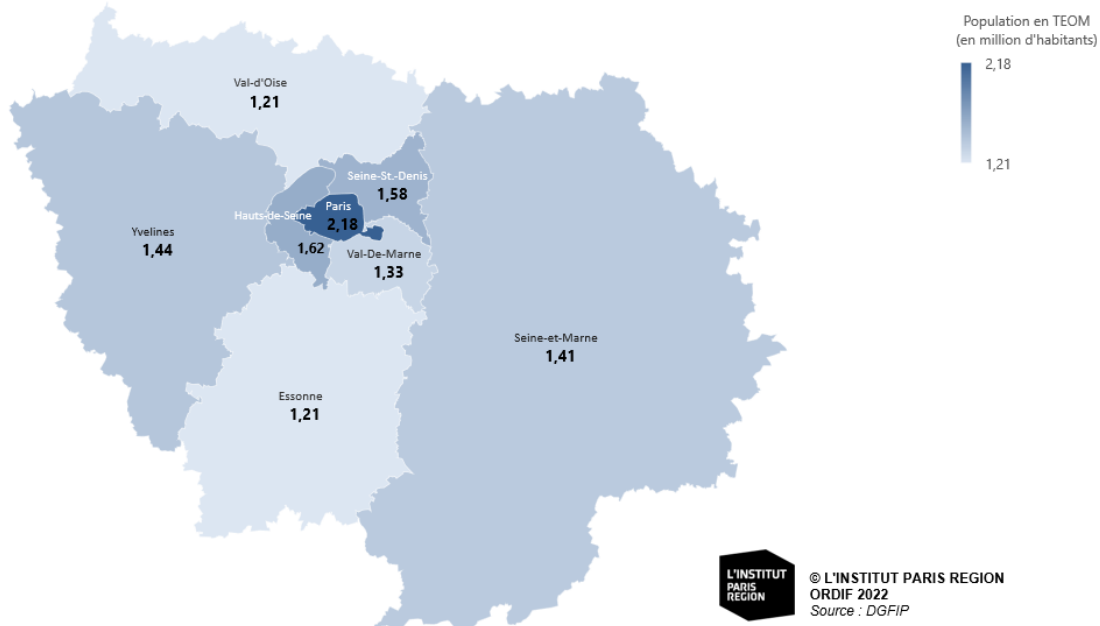 Population en TEOM
(en million d'habitants)
2,18
1,21
Val-d'Oise
1,21
Seine-St.-Denis
1,58
Paris
2,18
Hauts-de-Seine
1,62
Yvelines
1,44
Val-De-Marne
1,33
Seine-et-Marne
1,41
Essonne
1,21
L'INSTITUT
PARIS
REGION
© L'INSTITUT PARIS REGION
ORDIF 2022
Source : DGFIP